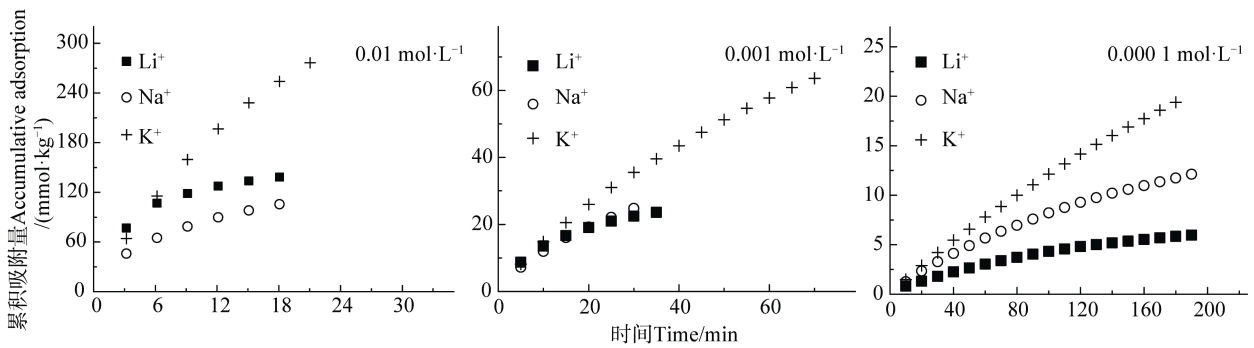 累积吸附量Accumulative adsorption
/(mmol·kg⁻¹)
300
240
180
120
60
0
0 6 12 18 24 30
Li⁺
Na⁺
K⁺
0.01 mol·L⁻¹
60
40
20
0
0 20 40 60
Li⁺
Na⁺
K⁺
0.001 mol·L⁻¹
25
20
15
10
5
0
0 40 80 120 160 200
Li⁺
Na⁺
K⁺
0.000 1 mol·L⁻¹
时间Time/min